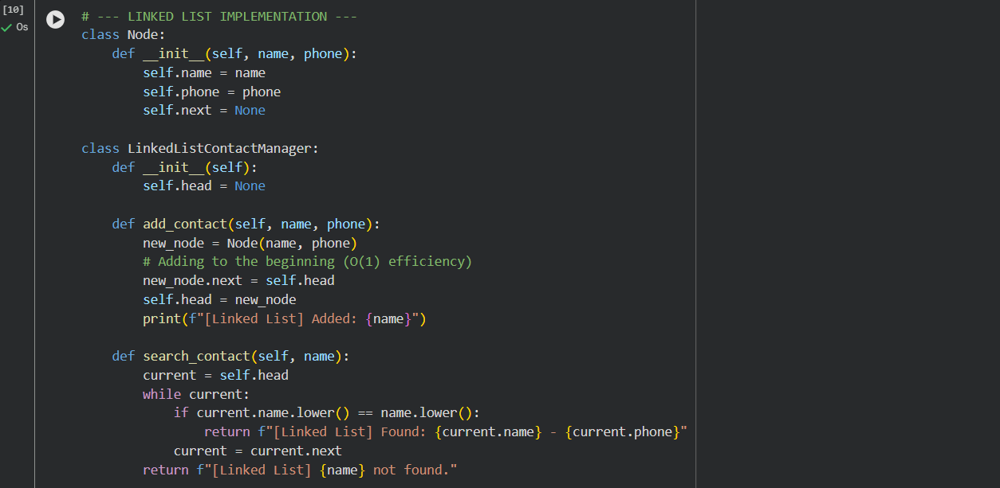 [10]
0s
# --- LINKED LIST IMPLEMENTATION ---
class Node:
    def __init__(self, name, phone):
        self.name = name
        self.phone = phone
        self.next = None

class LinkedListContactManager:
    def __init__(self):
        self.head = None

    def add_contact(self, name, phone):
        new_node = Node(name, phone)
        # Adding to the beginning (O(1) efficiency)
        new_node.next = self.head
        self.head = new_node
        print(f"[Linked List] Added: {name}")

    def search_contact(self, name):
        current = self.head
        while current:
            if current.name.lower() == name.lower():
                return f"[Linked List] Found: {current.name} - {current.phone}"
            current = current.next
        return f"[Linked List] {name} not found."